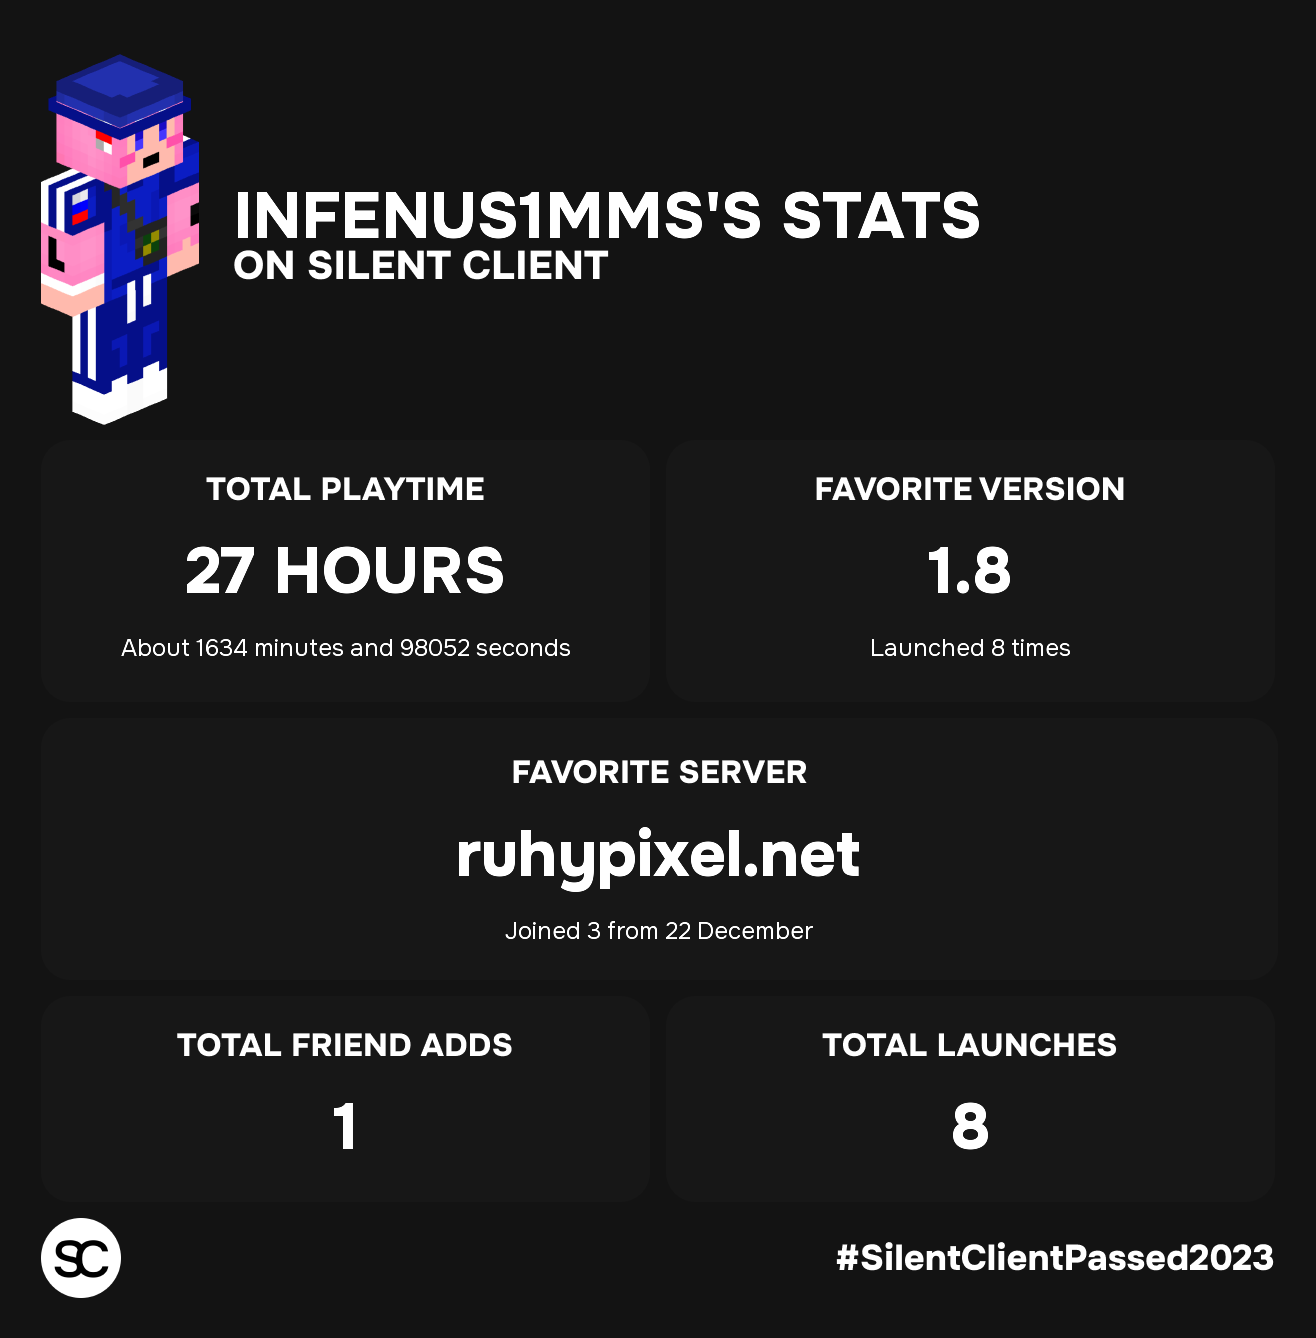 INFENUS1MMS'S STATS
ON SILENT CLIENT
TOTAL PLAYTIME
27 HOURS
About 1634 minutes and 98052 seconds
FAVORITE VERSION
1.8
Launched 8 times
FAVORITE SERVER
ruhypixel.net
Joined 3 from 22 December
TOTAL FRIEND ADDS
1
TOTAL LAUNCHES
8
SC
#SilentClientPassed2023